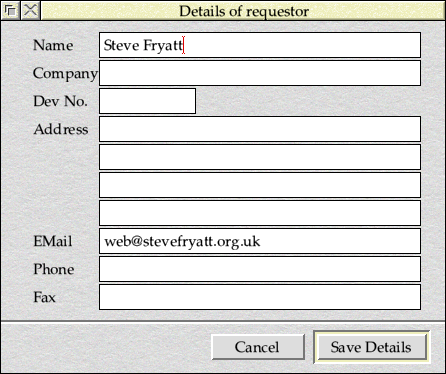 Details of requestor
Name Steve Fryatt
Company
Dev No.
Address
EMail web@stevefryatt.org.uk
Phone
Fax
Cancel Save Details